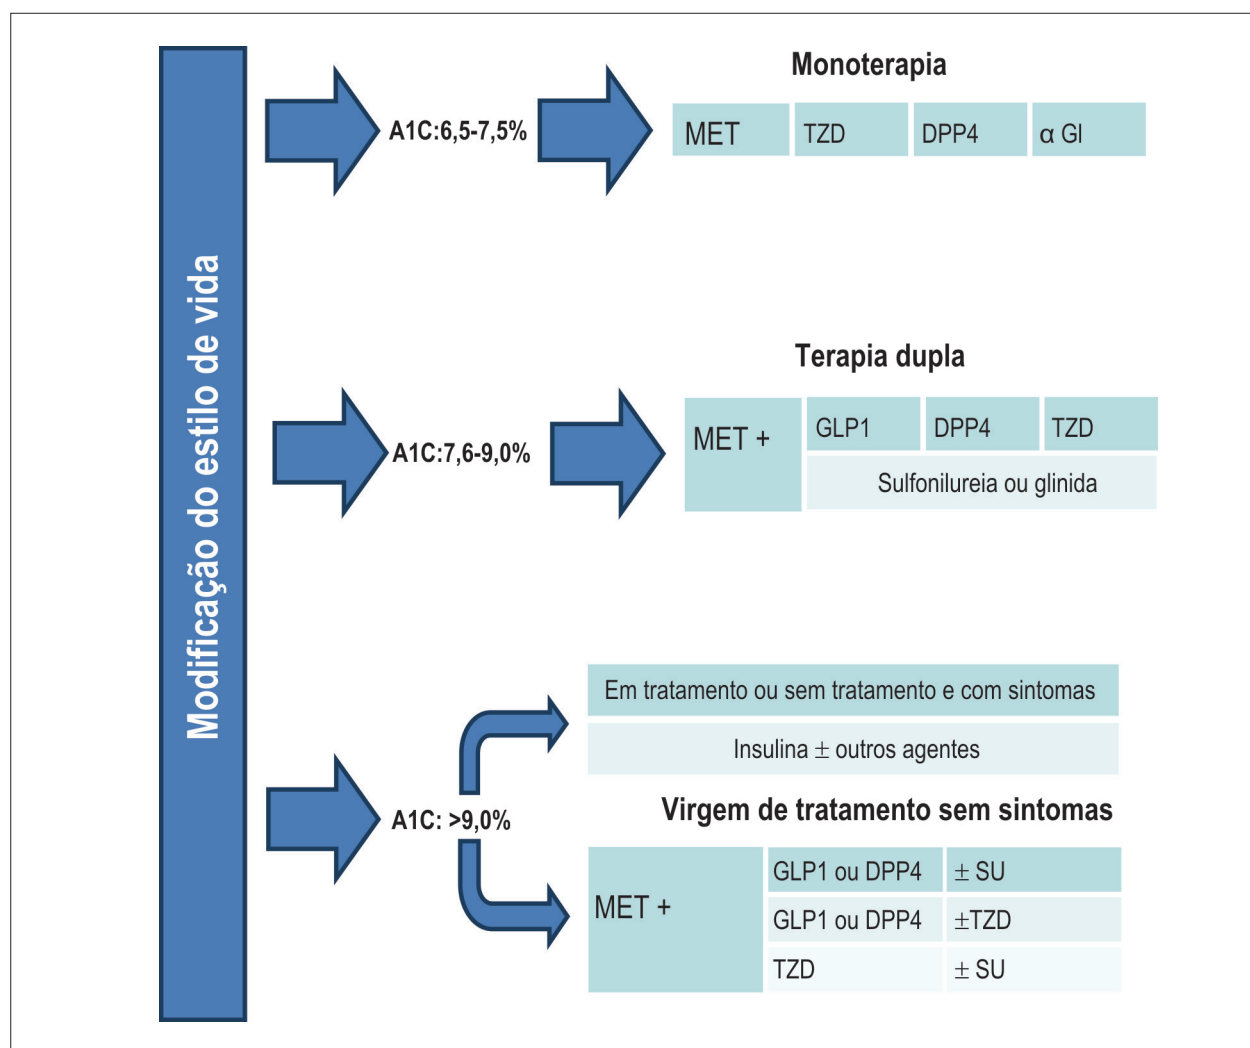 Modificação do estilo de vida
Monoterapia
A1C:6,5-7,5%
MET
TZD
DPP4
α GI
Terapia dupla
A1C:7,6-9,0%
MET +
GLP1
DPP4
TZD
Sulfonilureia ou glinida
Em tratamento ou sem tratamento e com sintomas
Insulina ± outros agentes
A1C: >9,0%
Virgem de tratamento sem sintomas
MET +
GLP1 ou DPP4
± SU
GLP1 ou DPP4
±TZD
TZD
± SU